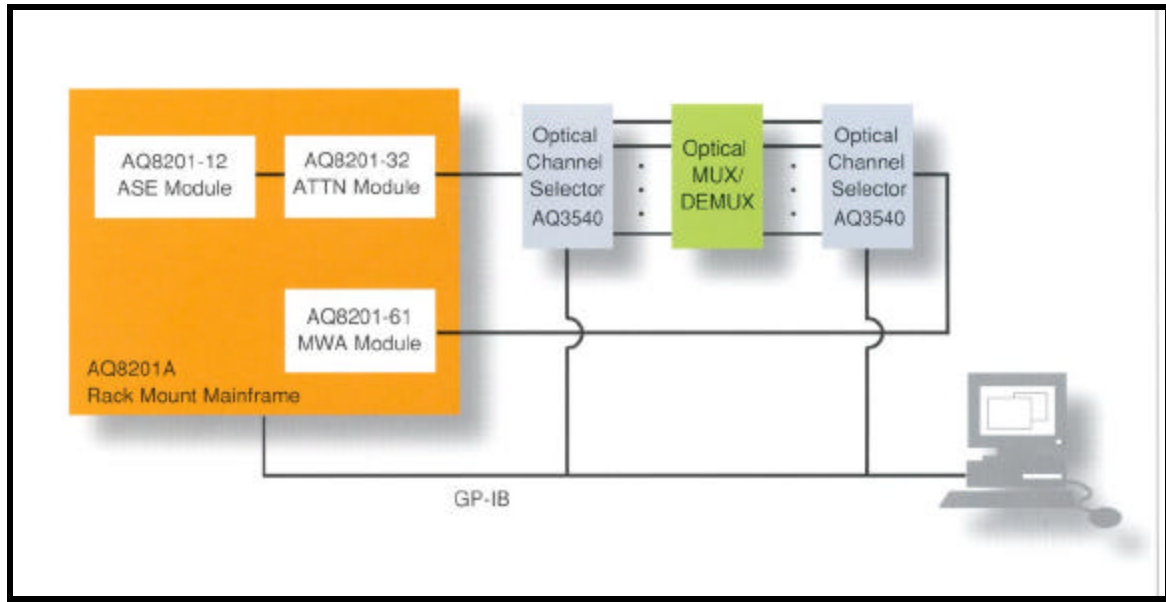 AQ8201-12
ASE Module
AQ8201-32
ATTN Module
Optical
Channel
Selector
AQ3540
Optical
MUX/
DEMUX
Optical
Channel
Selector
AQ3540
AQ8201-61
MWA Module
AQ8201A
Rack Mount Mainframe
GP-IB